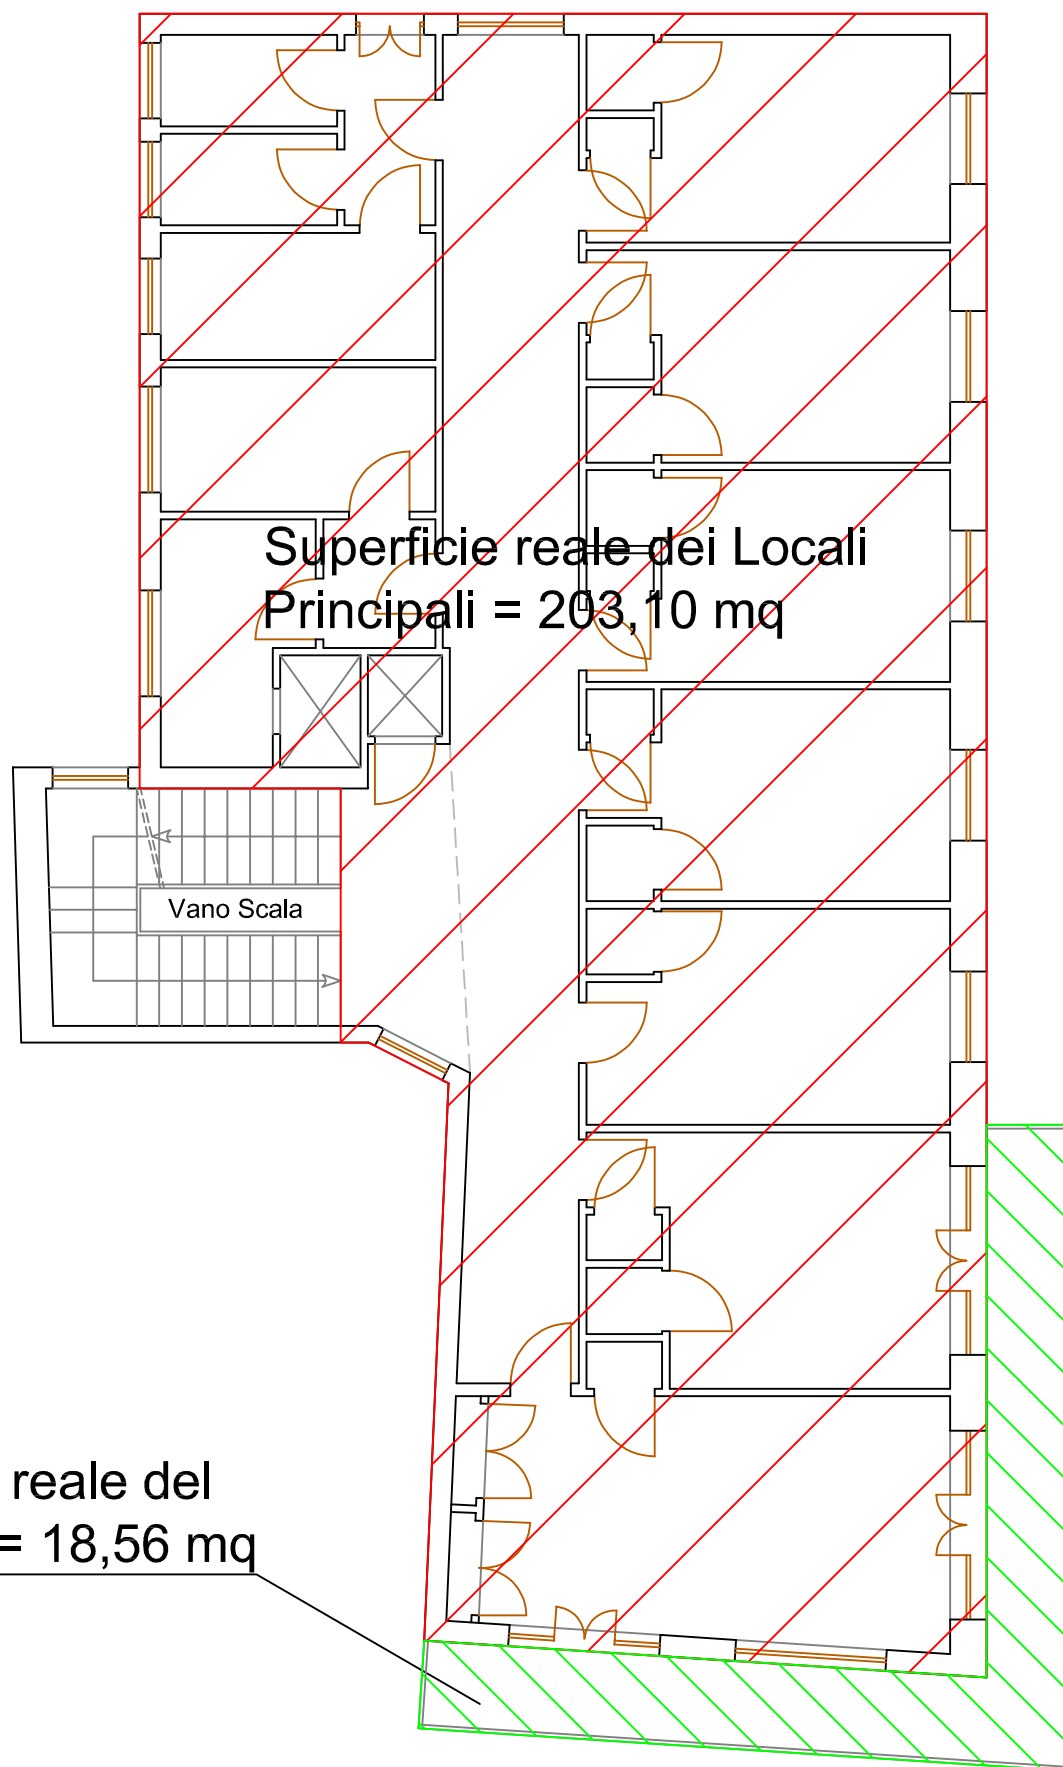 Superficie reale dei Locali
Principali = 203,10 mq
Vano Scala
reale del
= 18,56 mq